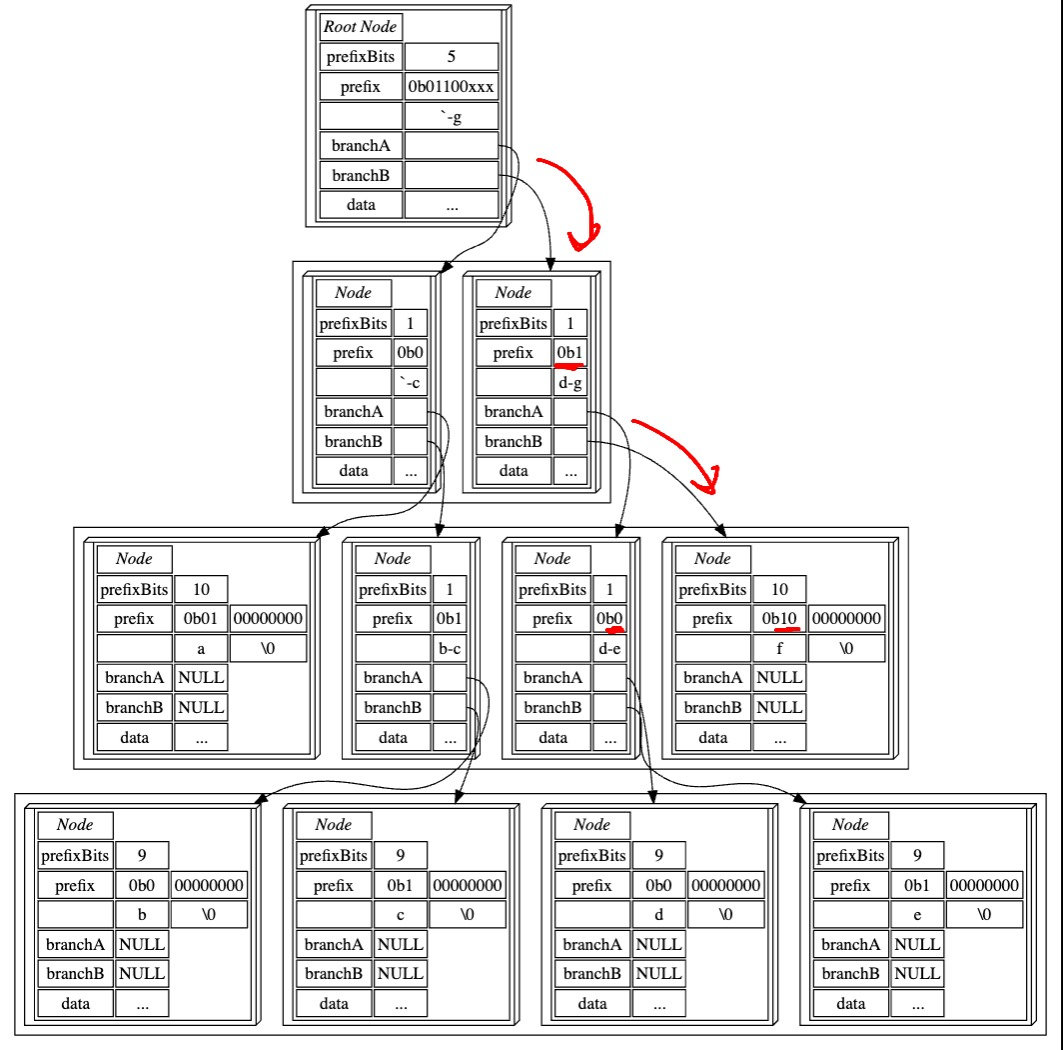 Root Node
prefixBits 5
prefix 0b01100xxx
`-g
branchA
branchB
data ...
Node
prefixBits 1
prefix 0b0
`-c
branchA
branchB
data ...
Node
prefixBits 1
prefix 0b1
d-g
branchA
branchB
data ...
Node
prefixBits 10
prefix 0b01 00000000
a \0
branchA NULL
branchB NULL
data ...
Node
prefixBits 1
prefix 0b1
b-c
branchA
branchB
data ...
Node
prefixBits 1
prefix 0b0
d-e
branchA
branchB
data ...
Node
prefixBits 10
prefix 0b10 00000000
f \0
branchA NULL
branchB NULL
data ...
Node
prefixBits 9
prefix 0b0 00000000
b \0
branchA NULL
branchB NULL
data ...
Node
prefixBits 9
prefix 0b1 00000000
c \0
branchA NULL
branchB NULL
data ...
Node
prefixBits 9
prefix 0b0 00000000
d \0
branchA NULL
branchB NULL
data ...
Node
prefixBits 9
prefix 0b1 00000000
e \0
branchA NULL
branchB NULL
data ...